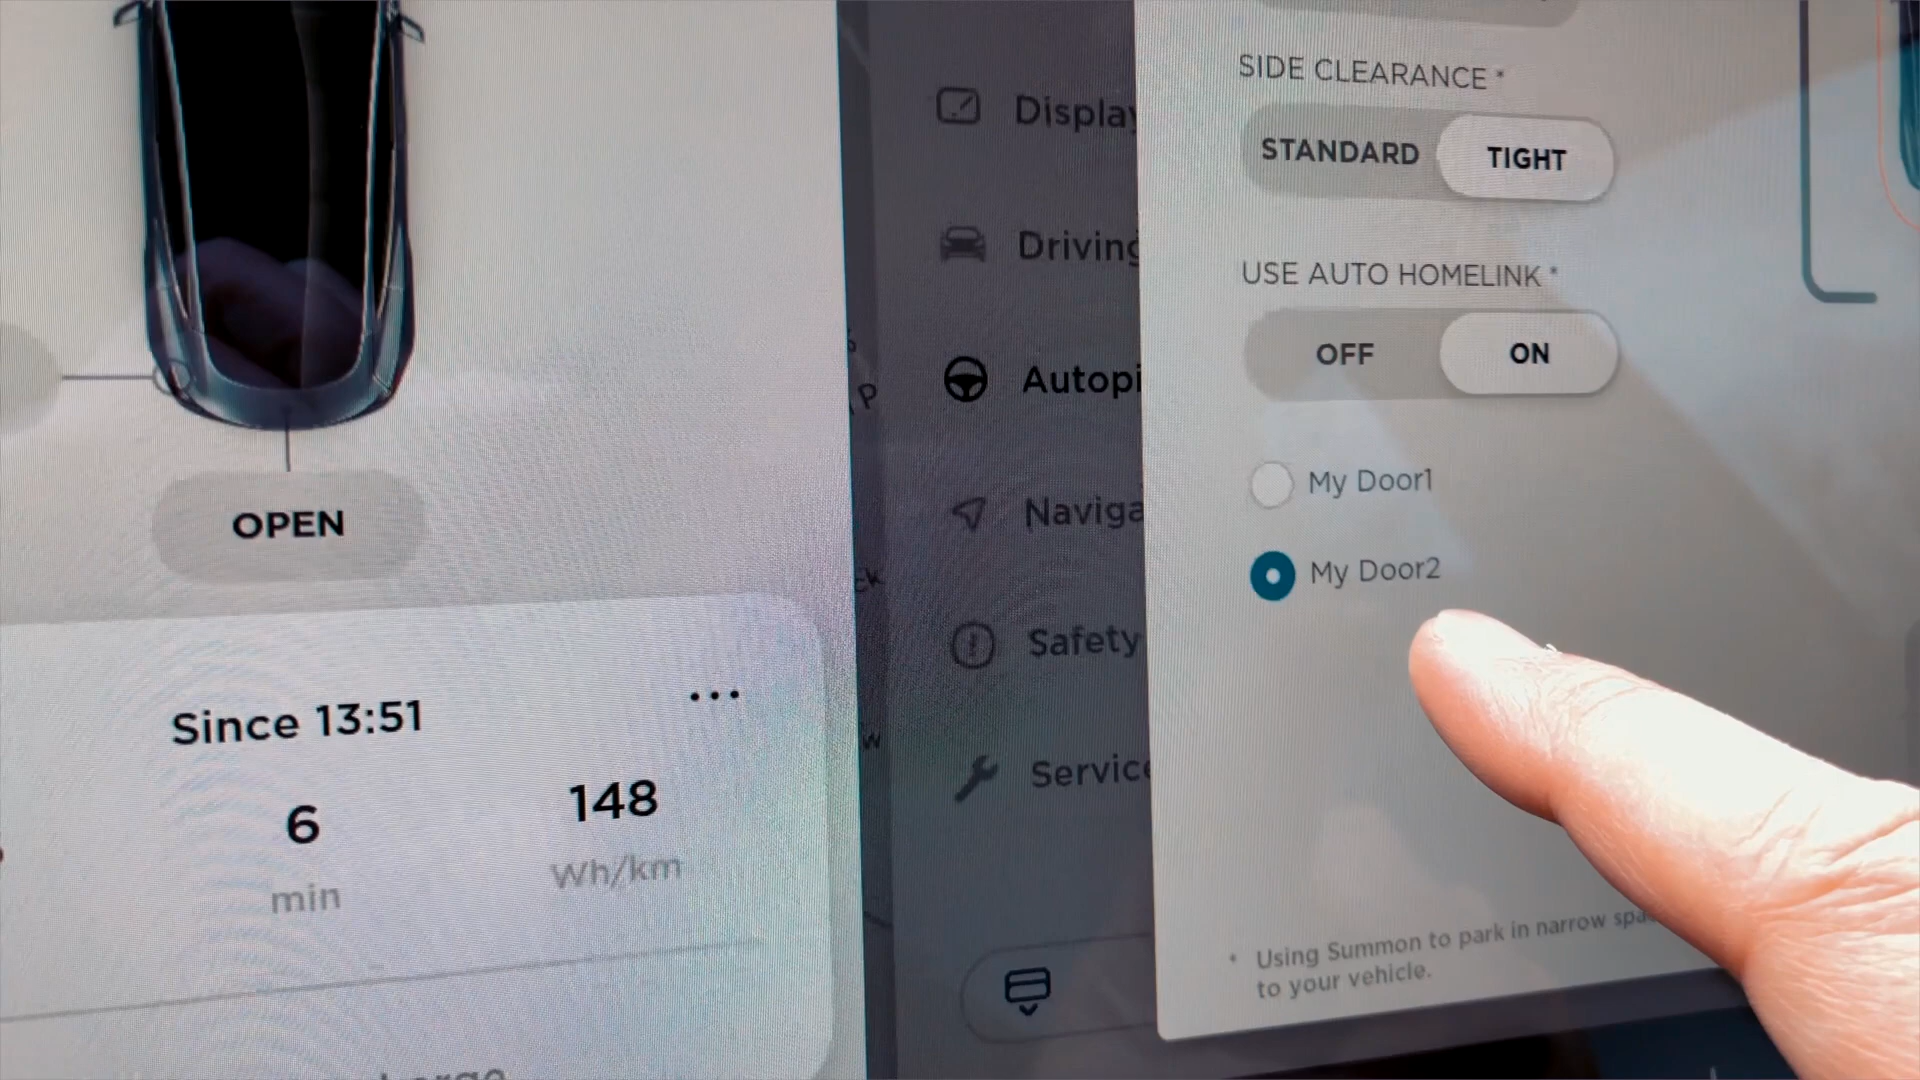 OPEN
Since 13:51
...
6
148
min
Wh/km
P
Display
Driving
Autopi
Naviga
Safety
Servic
SIDE CLEARANCE *
STANDARD
TIGHT
USE AUTO HOMELINK *
OFF
ON
My Door1
My Door2
* Using Summon to park in narrow spa
to your vehicle.